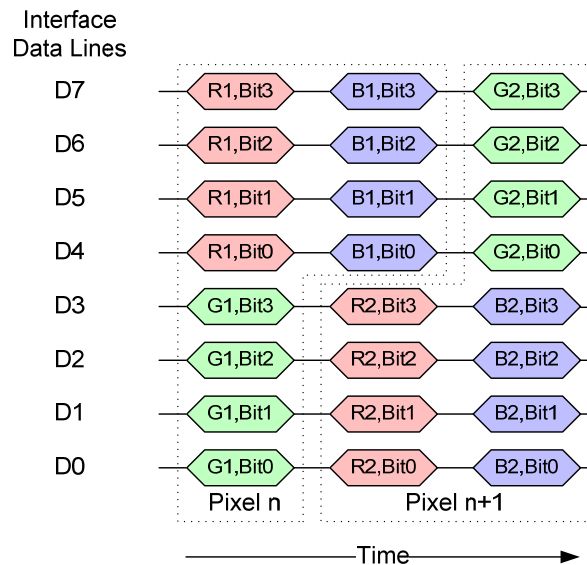 Interface
Data Lines
D7 R1,Bit3 B1,Bit3 G2,Bit3
D6 R1,Bit2 B1,Bit2 G2,Bit2
D5 R1,Bit1 B1,Bit1 G2,Bit1
D4 R1,Bit0 B1,Bit0 G2,Bit0
D3 G1,Bit3 R2,Bit3 B2,Bit3
D2 G1,Bit2 R2,Bit2 B2,Bit2
D1 G1,Bit1 R2,Bit1 B2,Bit1
D0 G1,Bit0 R2,Bit0 B2,Bit0
Pixel n Pixel n+1
Time